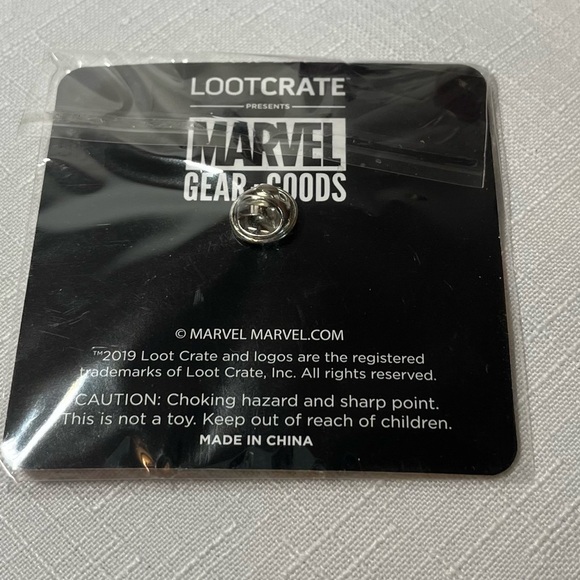 LOOTCRATE™
PRESENTS
MARVEL
GEAR + GOODS
© MARVEL MARVEL.COM
™2019 Loot Crate and logos are the registered
trademarks of Loot Crate, Inc. All rights reserved.
CAUTION: Choking hazard and sharp point.
This is not a toy. Keep out of reach of children.
MADE IN CHINA